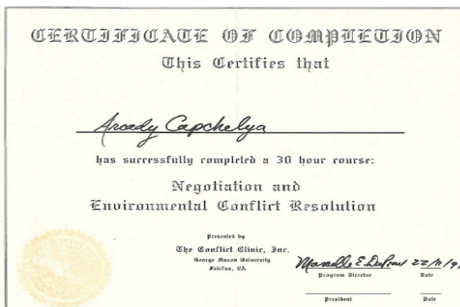 CERTIFICATE OF COMPLETION
This Certifies that
Arcady Capchelya
has successfully completed a 30 hour course:
Negotiation and
Environmental Conflict Resolution
Presented by
The Conflict Clinic, Inc.
George Mason University
Fairfax, VA.
Program Director
Date
President
Date